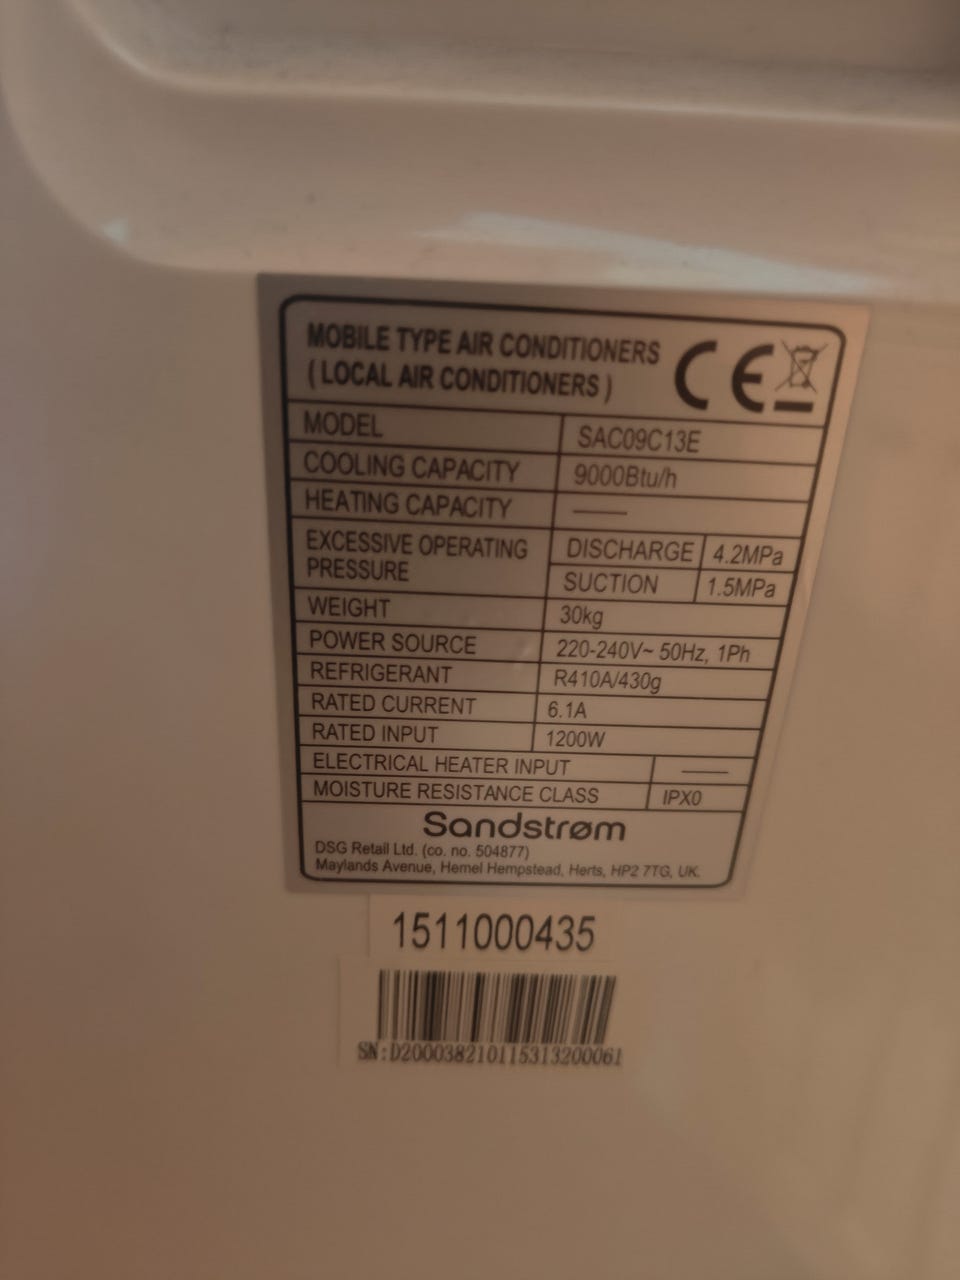 MOBILE TYPE AIR CONDITIONERS
( LOCAL AIR CONDITIONERS )
CE
MODEL SAC09C13E
COOLING CAPACITY 9000Btu/h
HEATING CAPACITY ——
EXCESSIVE OPERATING PRESSURE DISCHARGE 4.2MPa
SUCTION 1.5MPa
WEIGHT 30kg
POWER SOURCE 220-240V~ 50Hz, 1Ph
REFRIGERANT R410A/430g
RATED CURRENT 6.1A
RATED INPUT 1200W
ELECTRICAL HEATER INPUT ——
MOISTURE RESISTANCE CLASS IPX0
Sandstrøm
DSG Retail Ltd. (co. no. 504877)
Maylands Avenue, Hemel Hempstead, Herts, HP2 7TG, UK.
1511000435
SN:D200038210115313200061